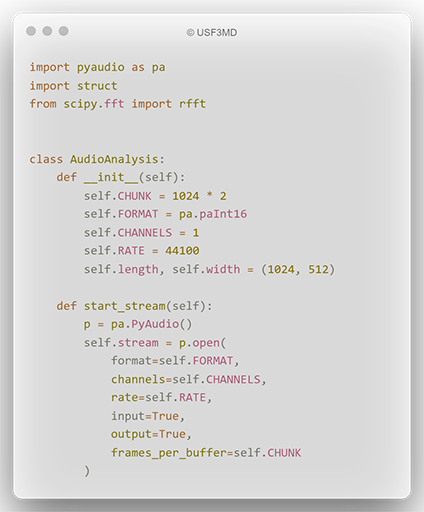 © USF3MD
import pyaudio as pa
import struct
from scipy.fft import rfft
class AudioAnalysis:
    def __init__(self):
        self.CHUNK = 1024 * 2
        self.FORMAT = pa.paInt16
        self.CHANNELS = 1
        self.RATE = 44100
        self.length, self.width = (1024, 512)
    def start_stream(self):
        p = pa.PyAudio()
        self.stream = p.open(
            format=self.FORMAT,
            channels=self.CHANNELS,
            rate=self.RATE,
            input=True,
            output=True,
            frames_per_buffer=self.CHUNK
        )